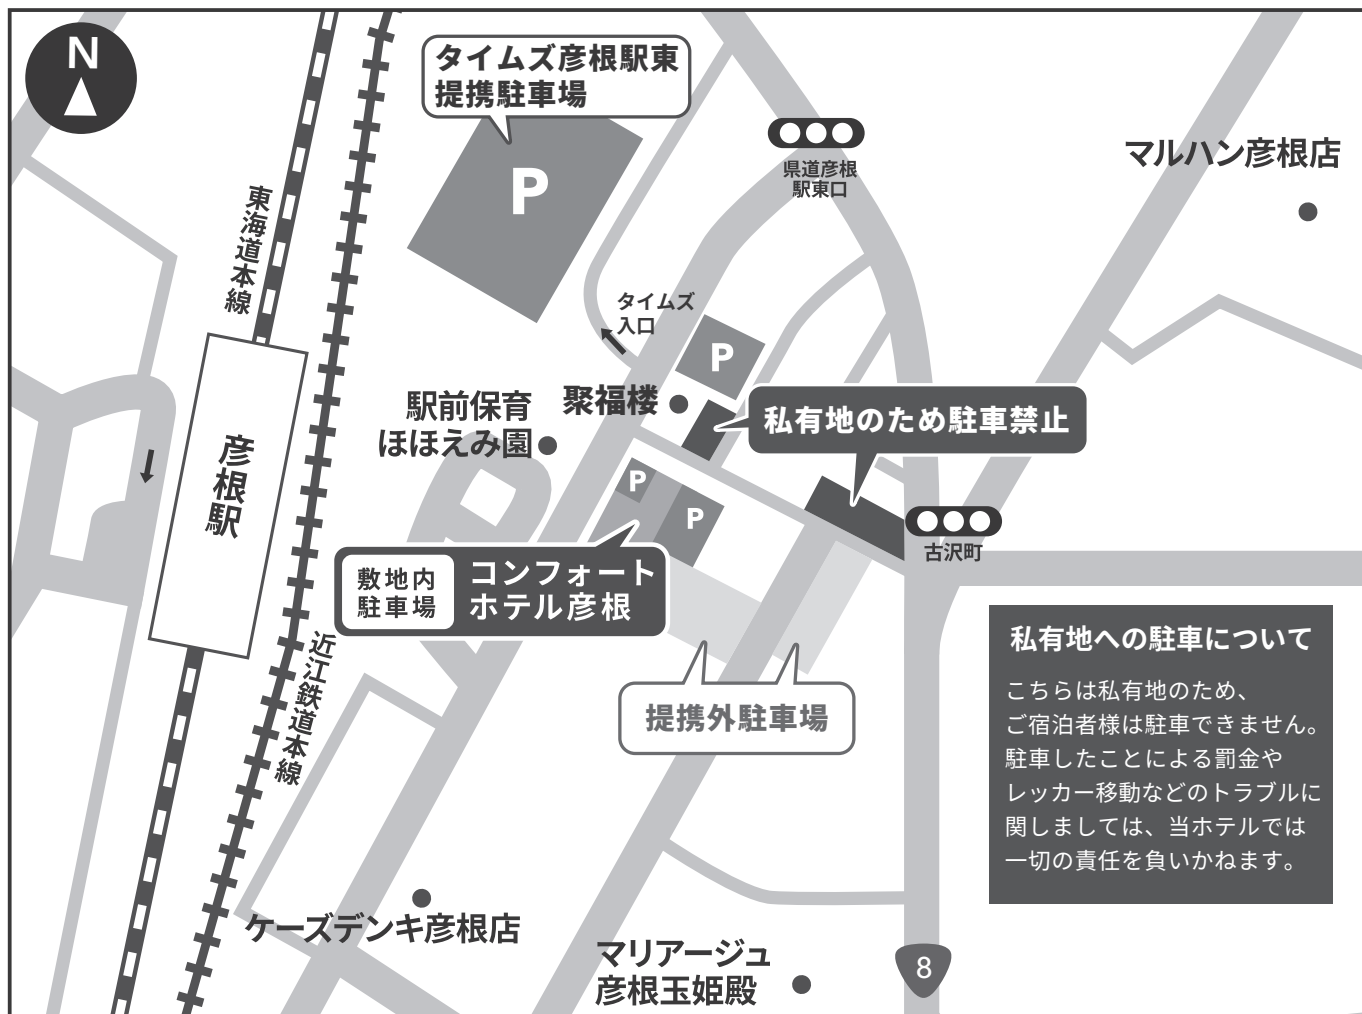 N
タイムズ彦根駅東
提携駐車場
P
県道彦根
駅東口
マルハン彦根店
東海道本線
タイムズ
入口
P
駅前保育
ほほえみ園
聚福楼
私有地のため駐車禁止
彦根駅
P
P
古沢町
敷地内
駐車場
コンフォート
ホテル彦根
近江鉄道本線
提携外駐車場
私有地への駐車について
こちらは私有地のため、
ご宿泊者様は駐車できません。
駐車したことによる罰金や
レッカー移動などのトラブルに
関しましては、当ホテルでは
一切の責任を負いかねます。
ケーズデンキ彦根店
マリアージュ
彦根玉姫殿
8